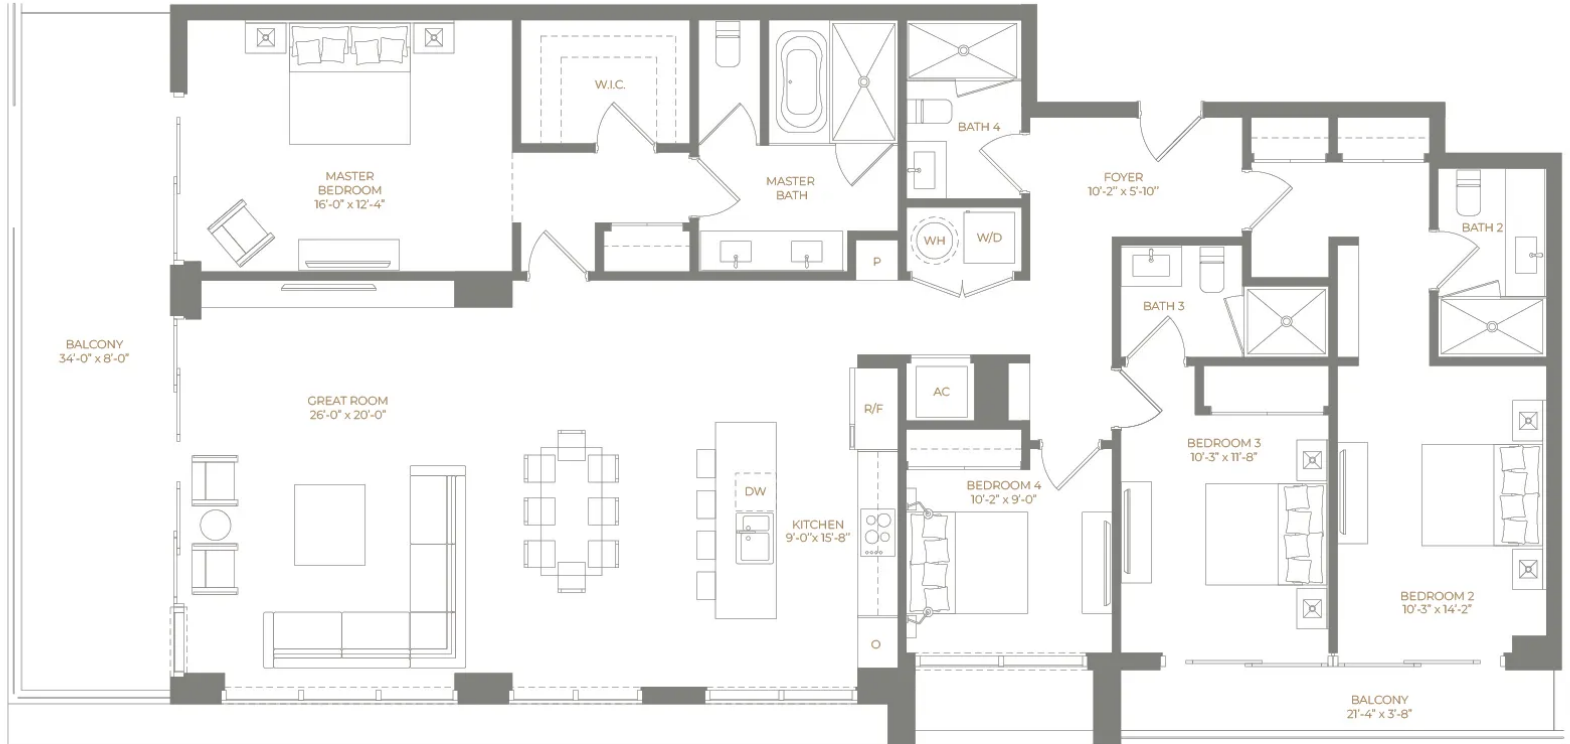 W.I.C.
MASTER
BEDROOM
16'-0" x 12'-4"
MASTER
BATH
BATH 4
FOYER
10'-2" x 5'-10"
BATH 2
WH
W/D
P
BATH 3
BALCONY
34'-0" x 8'-0"
GREAT ROOM
26'-0" x 20'-0"
R/F
AC
BEDROOM 3
10'-3" x 11'-8"
BEDROOM 4
10'-2" x 9'-0"
DW
KITCHEN
9'-0"x 15'-8"
BEDROOM 2
10'-3" x 14'-2"
O
BALCONY
21'-4" x 3'-8"